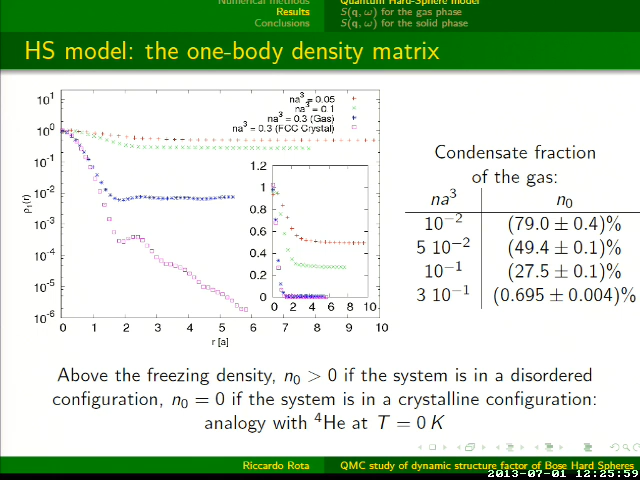 Numerical methods
Results
Conclusions
Quantum Hard-Sphere model
S(q, ω) for the gas phase
S(q, ω) for the solid phase
HS model: the one-body density matrix
na³ = 0.05
na³ = 0.1
na³ = 0.3 (Gas)
na³ = 0.3 (FCC Crystal)
10¹
10⁰
10⁻¹
10⁻²
10⁻³
10⁻⁴
10⁻⁵
10⁻⁶
ρ₁(r)
0 1 2 3 4 5 6 7 8 9 10
r [a]
1.2
1
0.8
0.6
0.4
0.2
0
0 2 4 6 8 10
Condensate fraction
of the gas:
na³ n₀
10⁻² (79.0 ± 0.4)%
5 10⁻² (49.4 ± 0.1)%
10⁻¹ (27.5 ± 0.1)%
3 10⁻¹ (0.695 ± 0.004)%
Above the freezing density, n₀ > 0 if the system is in a disordered
configuration, n₀ = 0 if the system is in a crystalline configuration:
analogy with ⁴He at T = 0 K
Riccardo Rota QMC study of dynamic structure factor of Bose Hard Spheres
2013-07-01 12:25:59